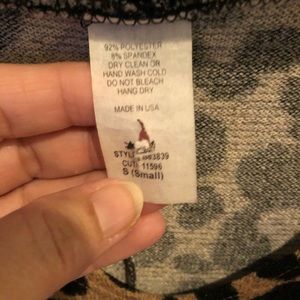 92% POLYESTER
8% SPANDEX
DRY CLEAN OR
HAND WASH COLD
DO NOT BLEACH
HANG DRY
MADE IN USA
11596
S (Small)